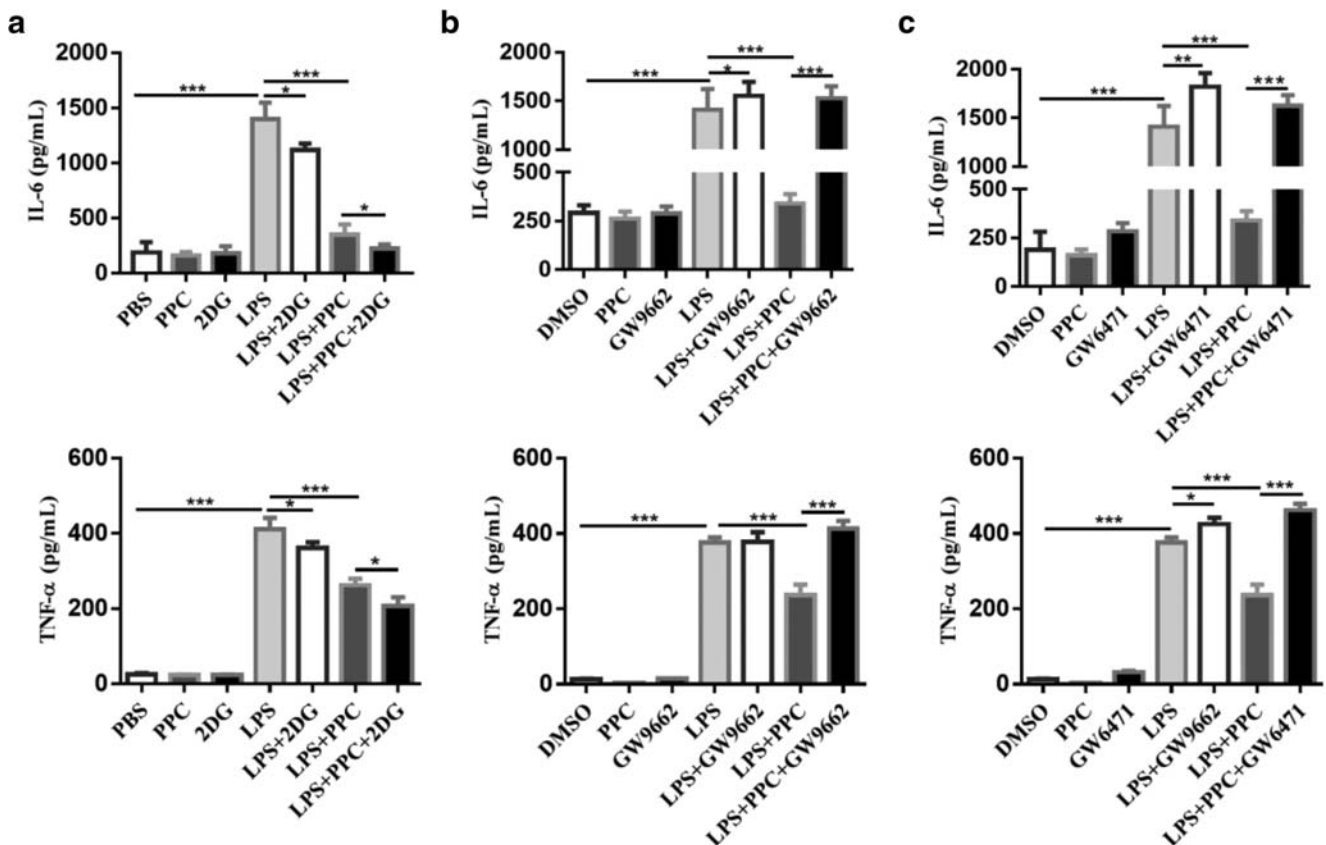 a
IL-6 (pg/mL)
2000
1500
1000
500
0
***
***
*
*
PBS
PPC
2DG
LPS
LPS+2DG
LPS+PPC
LPS+PPC+2DG
b
IL-6 (pg/mL)
2000
1500
1000
500
250
0
***
***
*
***
DMSO
PPC
GW9662
LPS
LPS+GW9662
LPS+PPC
LPS+PPC+GW9662
c
IL-6 (pg/mL)
2000
1500
1000
500
250
0
***
***
**
***
DMSO
PPC
GW6471
LPS
LPS+GW6471
LPS+PPC
LPS+PPC+GW6471
TNF-α (pg/mL)
600
400
200
0
***
***
*
*
PBS
PPC
2DG
LPS
LPS+2DG
LPS+PPC
LPS+PPC+2DG
TNF-α (pg/mL)
600
400
200
0
***
***
***
DMSO
PPC
GW9662
LPS
LPS+GW9662
LPS+PPC
LPS+PPC+GW9662
TNF-α (pg/mL)
600
400
200
0
***
***
*
***
DMSO
PPC
GW6471
LPS
LPS+GW9662
LPS+PPC
LPS+PPC+GW6471